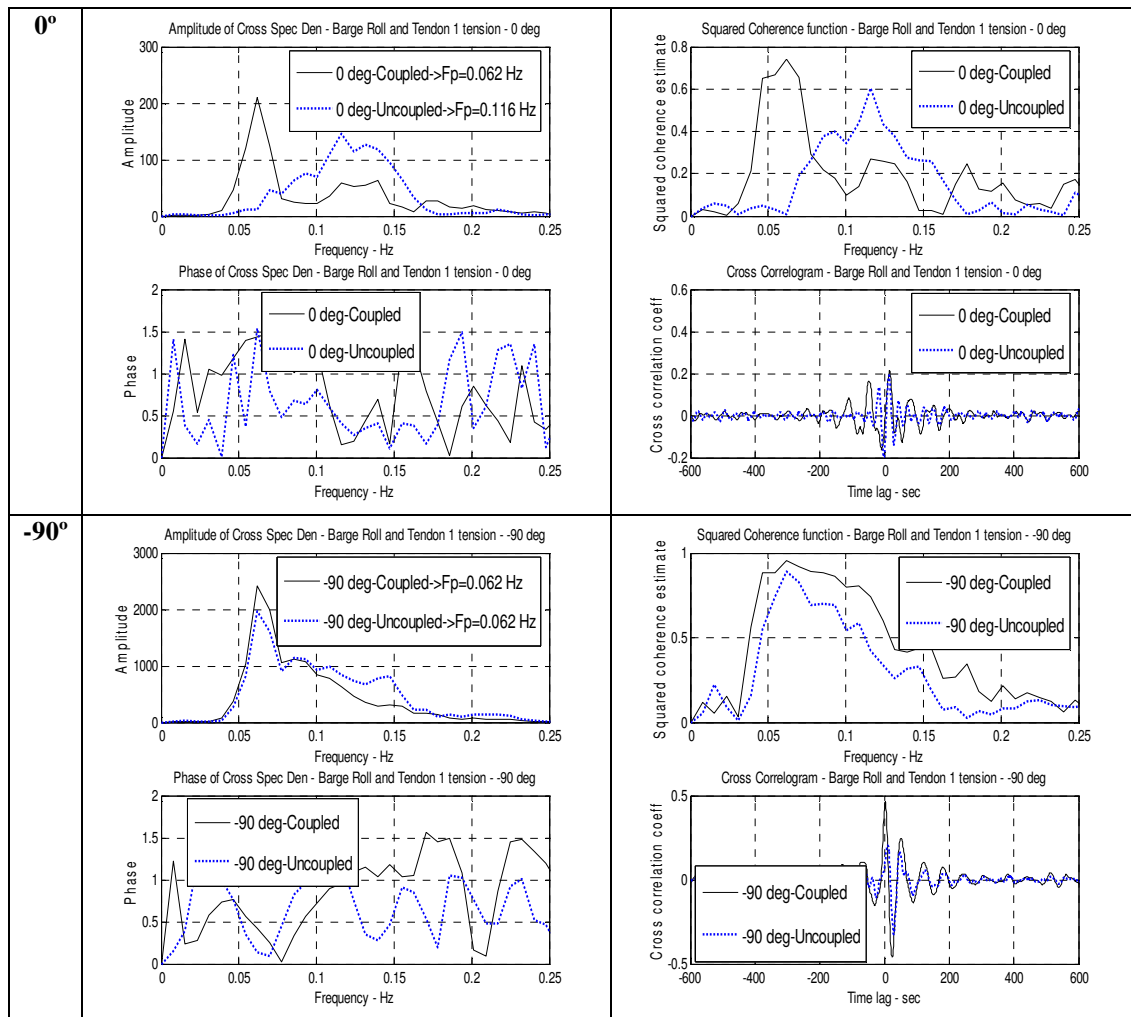 0º
Amplitude of Cross Spec Den - Barge Roll and Tendon 1 tension - 0 deg
300
200
100
0
Amplitude
0 deg-Coupled->Fp=0.062 Hz
0 deg-Uncoupled->Fp=0.116 Hz
0 0.05 0.1 0.15 0.2 0.25
Frequency - Hz
Phase of Cross Spec Den - Barge Roll and Tendon 1 tension - 0 deg
2
1.5
1
0.5
0
Phase
0 deg-Coupled
0 deg-Uncoupled
0 0.05 0.1 0.15 0.2 0.25
Frequency - Hz
Squared Coherence function - Barge Roll and Tendon 1 tension - 0 deg
0.8
0.6
0.4
0.2
0
Squared coherence estimate
0 deg-Coupled
0 deg-Uncoupled
0 0.05 0.1 0.15 0.2 0.25
Frequency - Hz
Cross Correlogram - Barge Roll and Tendon 1 tension - 0 deg
0.6
0.4
0.2
0
0.2
Cross correlation coeff
0 deg-Coupled
0 deg-Uncoupled
-600 -400 -200 0 200 400 600
Time lag - sec
-90º
Amplitude of Cross Spec Den - Barge Roll and Tendon 1 tension - -90 deg
3000
2000
1000
0
Amplitude
-90 deg-Coupled->Fp=0.062 Hz
-90 deg-Uncoupled->Fp=0.062 Hz
0 0.05 0.1 0.15 0.2 0.25
Frequency - Hz
Phase of Cross Spec Den - Barge Roll and Tendon 1 tension - -90 deg
2
1.5
1
0.5
0
Phase
-90 deg-Coupled
-90 deg-Uncoupled
0 0.05 0.1 0.15 0.2 0.25
Frequency - Hz
Squared Coherence function - Barge Roll and Tendon 1 tension - -90 deg
1
0.5
0
Squared coherence estimate
-90 deg-Coupled
-90 deg-Uncoupled
0 0.05 0.1 0.15 0.2 0.25
Frequency - Hz
Cross Correlogram - Barge Roll and Tendon 1 tension - -90 deg
0.5
0
-0.5
Cross correlation coeff
-90 deg-Coupled
-90 deg-Uncoupled
-600 -400 -200 0 200 400 600
Time lag - sec